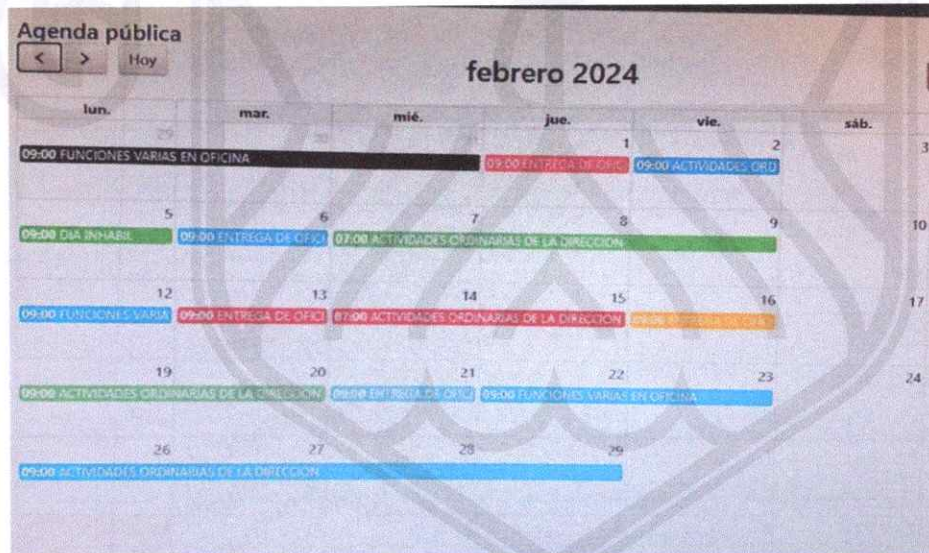 Agenda pública
< > Hoy
febrero 2024
lun. mar. mié. jue. vie. sáb.
29 1 2 3
09:00 FUNCIONES VARIAS EN OFICINA 09:00 ENTREGA DE OFIC 09:00 ACTIVIDADES ORD
5 6 7 8 9 10
09:00 DIA INHABIL 09:00 ENTREGA DE OFICI 07:00 ACTIVIDADES ORDINARIAS DE LA DIRECCION
12 13 14 15 16 17
09:00 FUNCIONES VARIA 09:00 ENTREGA DE OFICI 07:00 ACTIVIDADES ORDINARIAS DE LA DIRECCION 09:00
19 20 21 22 23 24
09:00 ACTIVIDADES ORDINARIAS DE LA DIRECCION 09:00 ENTREGA DE OFICI 09:00 FUNCIONES VARIAS EN OFICINA
26 27 28 29
09:00 ACTIVIDADES ORDINARIAS DE LA DIRECCION